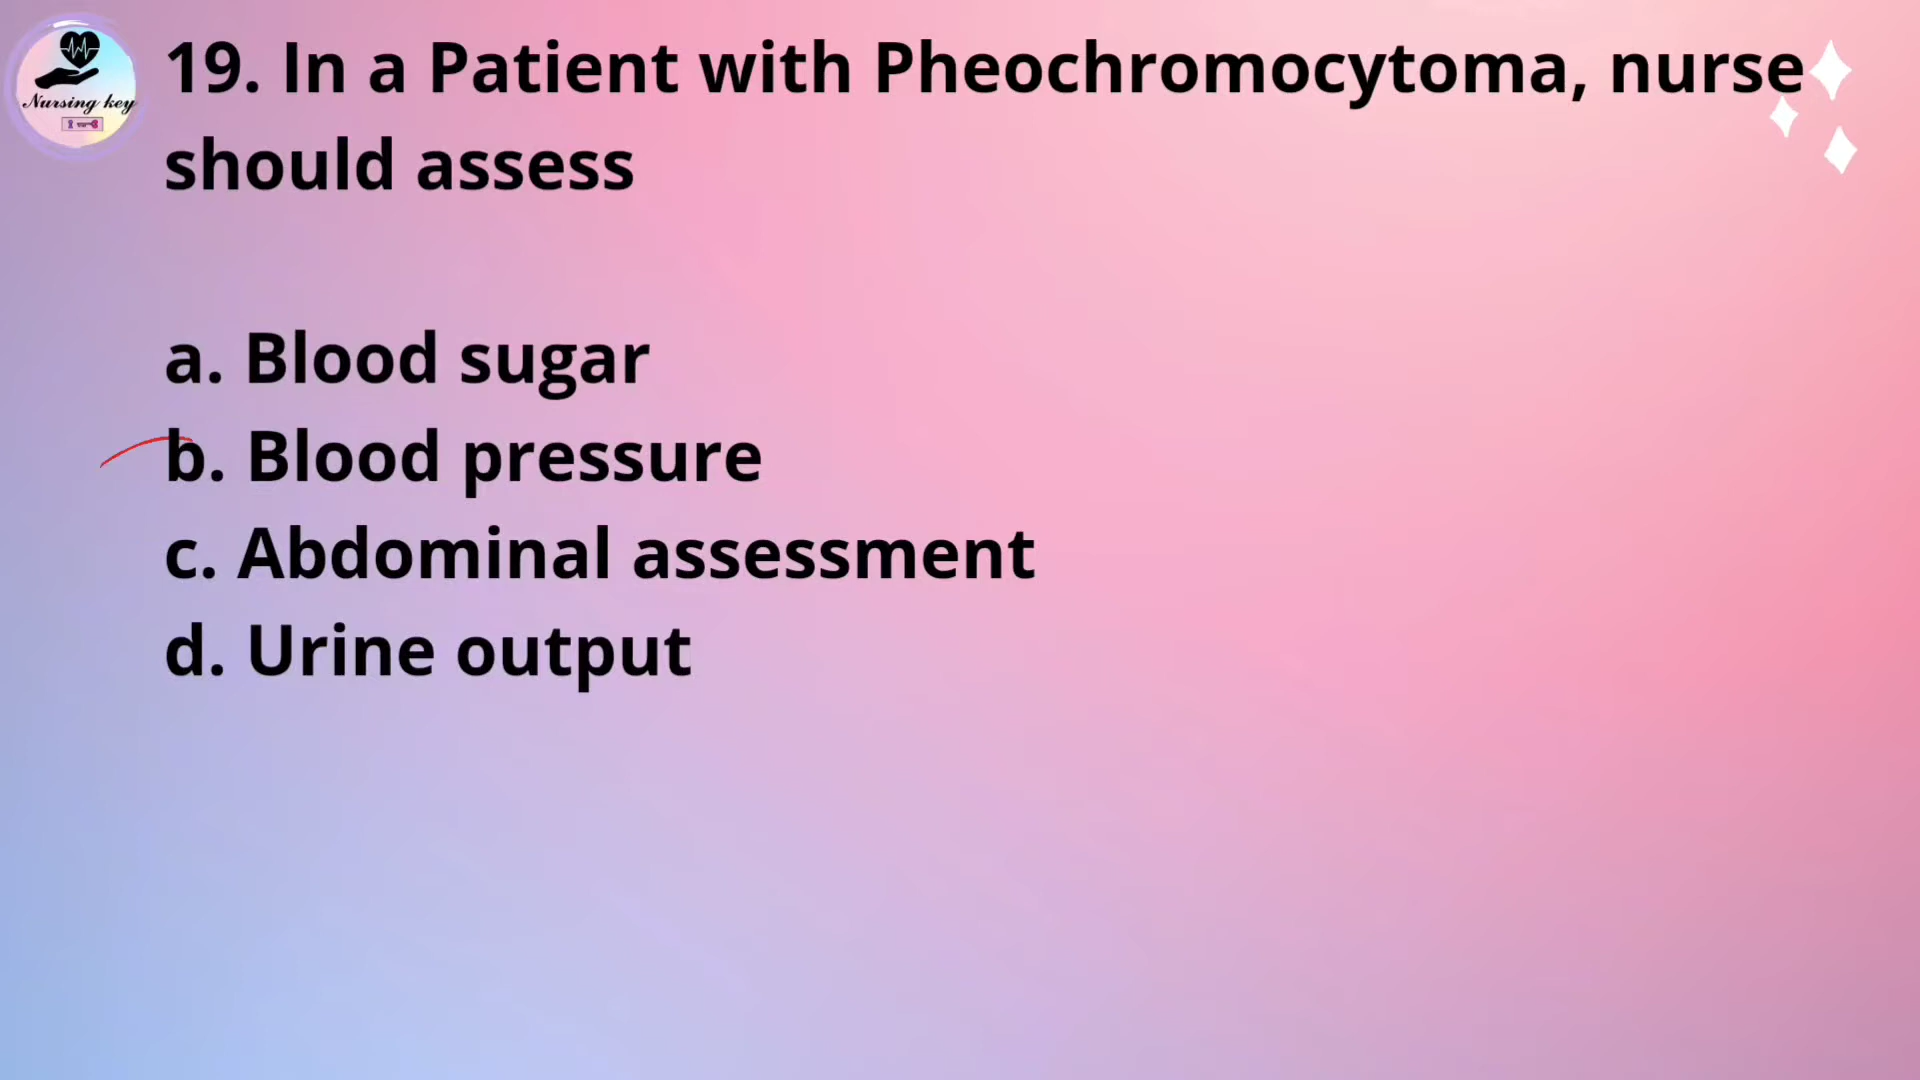 Nursing key
19. In a Patient with Pheochromocytoma, nurse
should assess
a. Blood sugar
b. Blood pressure
c. Abdominal assessment
d. Urine output